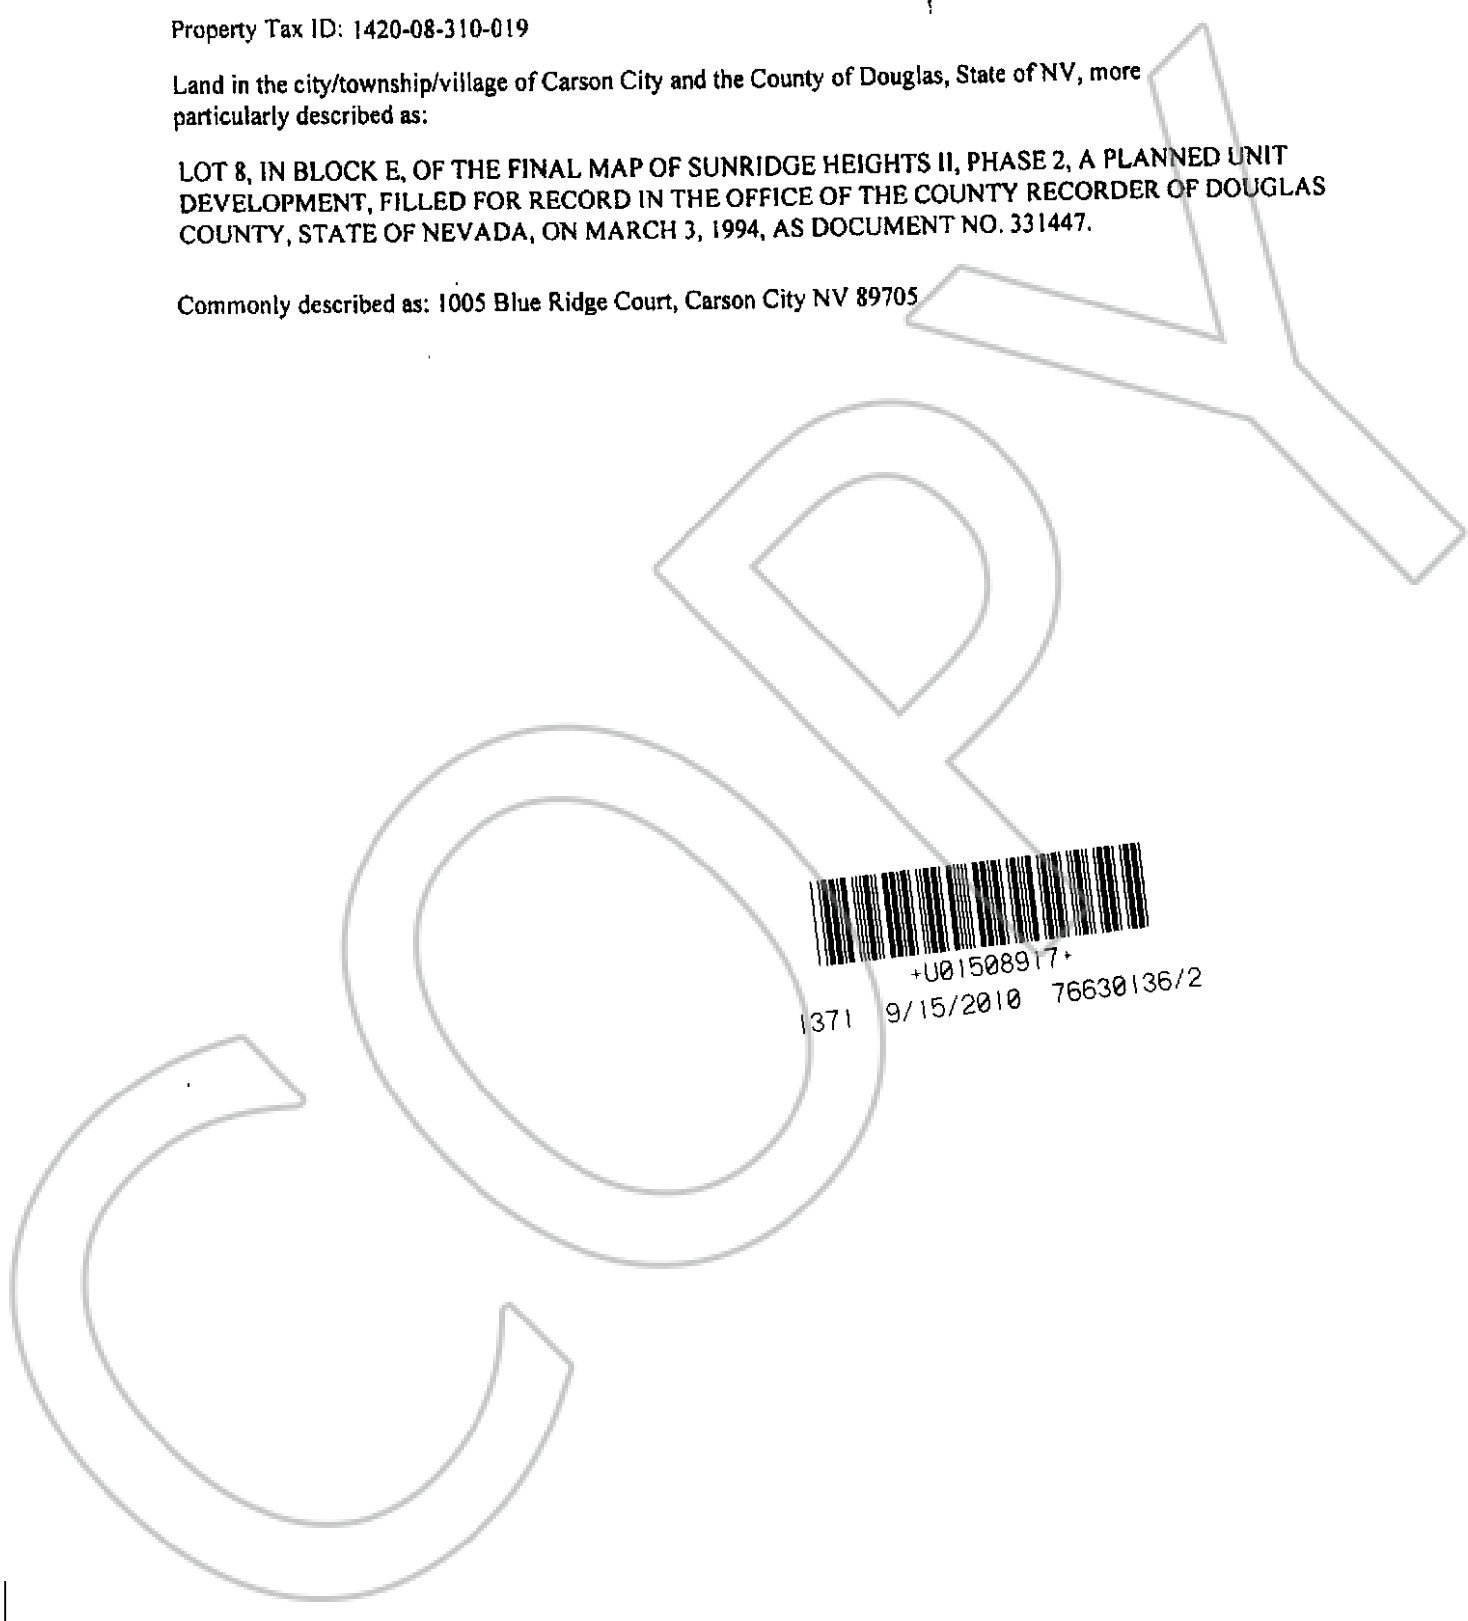 Property Tax ID: 1420-08-310-019
Land in the city/township/village of Carson City and the County of Douglas, State of NV, more
particularly described as:
LOT 8, IN BLOCK E, OF THE FINAL MAP OF SUNRIDGE HEIGHTS II, PHASE 2, A PLANNED UNIT
DEVELOPMENT, FILLED FOR RECORD IN THE OFFICE OF THE COUNTY RECORDER OF DOUGLAS
COUNTY, STATE OF NEVADA, ON MARCH 3, 1994, AS DOCUMENT NO. 331447.
Commonly described as: 1005 Blue Ridge Court, Carson City NV 89705
COPY
+U01508917+
1371 9/15/2010 76630136/2